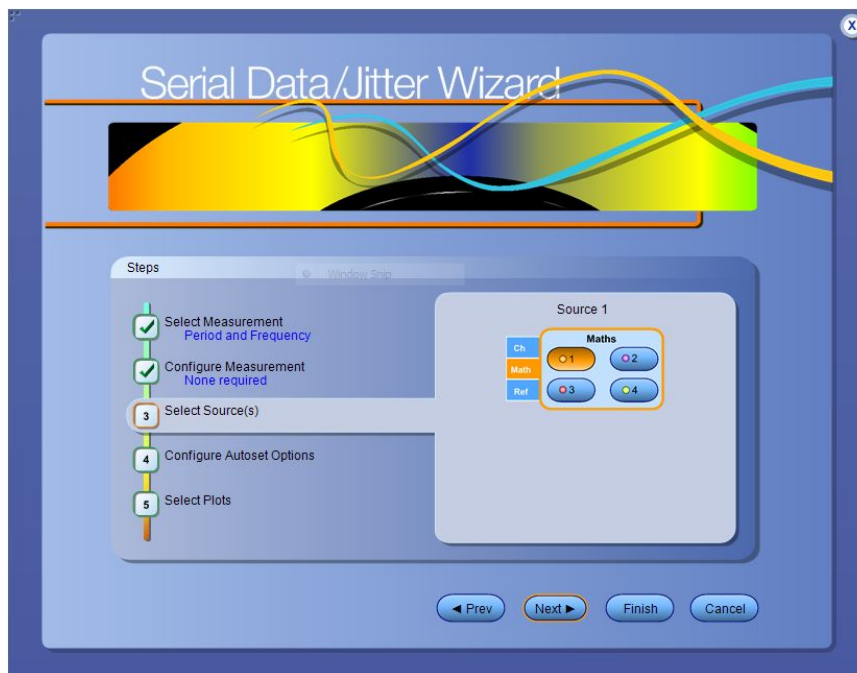 X
Serial Data/Jitter Wizard
Steps
Window Snip
Select Measurement
Period and Frequency
Configure Measurement
None required
3 Select Source(s)
4 Configure Autoset Options
5 Select Plots
Source 1
Ch
Math
Ref
Maths
1 2
3 4
◄ Prev Next ► Finish Cancel